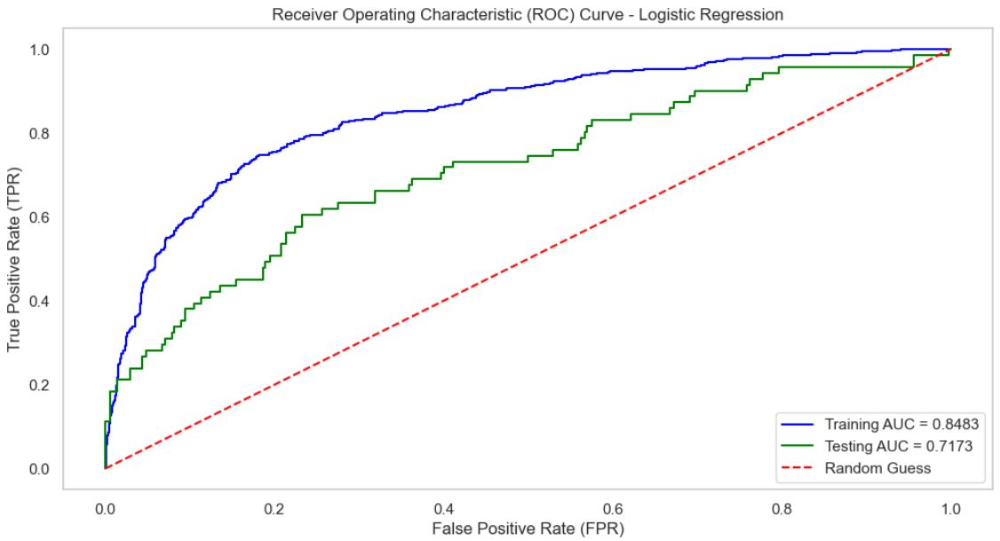 Receiver Operating Characteristic (ROC) Curve - Logistic Regression
True Positive Rate (TPR)
1.0
0.8
0.6
0.4
0.2
0.0
Training AUC = 0.8483
Testing AUC = 0.7173
Random Guess
0.0 0.2 0.4 0.6 0.8 1.0
False Positive Rate (FPR)